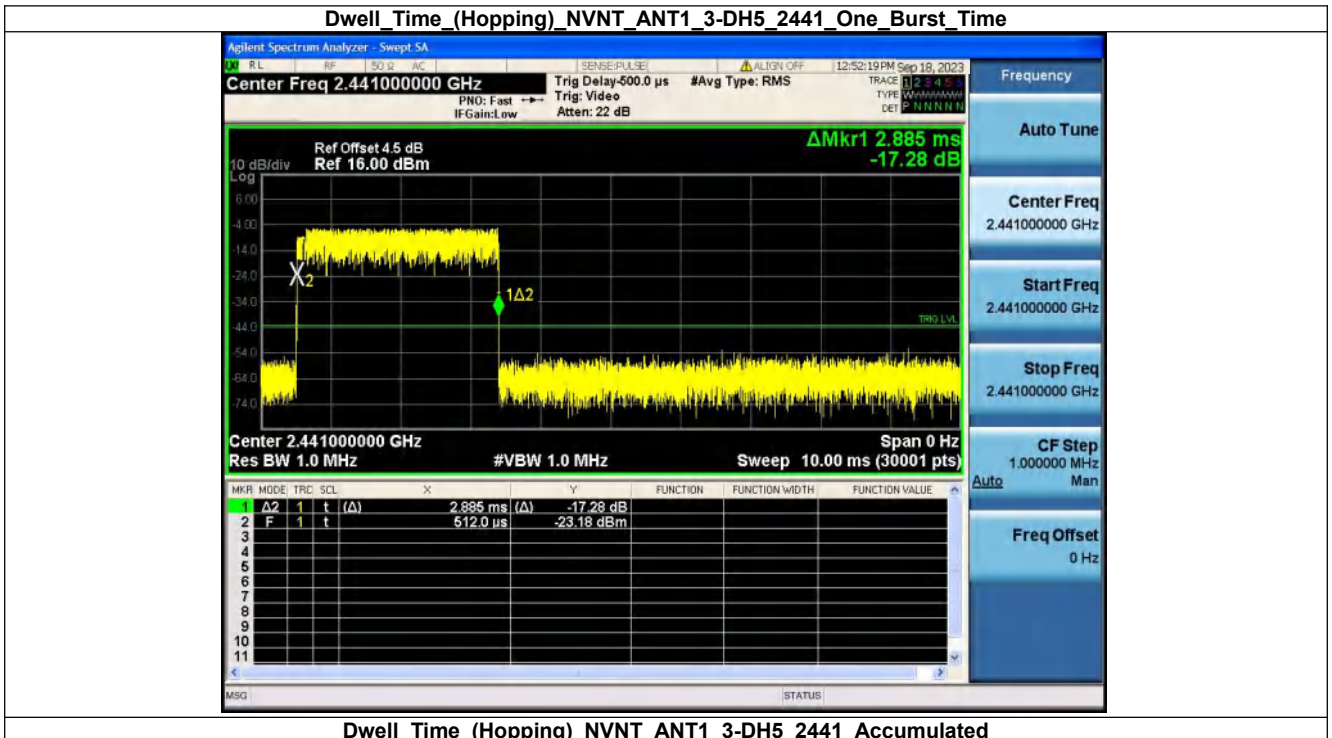 Dwell_Time_(Hopping)_NVNT_ANT1_3-DH5_2441_One_Burst_Time
Agilent Spectrum Analyzer - Swept SA
RL RF 50 Ω AC SENSE:PULSE ALIGN OFF 12:52:19 PM Sep 18, 2023
Center Freq 2.441000000 GHz
PNO: Fast
IFGain:Low
Trig Delay-500.0 µs
Trig: Video
Atten: 22 dB
#Avg Type: RMS
TRACE 1 2 3 4 5 6
TYPE
DET P N N N N N
ΔMkr1 2.885 ms
-17.28 dB
Ref Offset 4.5 dB
10 dB/div Ref 16.00 dBm
Log
6.00
-4.00
-14.0
-24.0
-34.0
-44.0
-54.0
-64.0
-74.0
X2
1Δ2
TRIG LVL
Center 2.441000000 GHz Span 0 Hz
Res BW 1.0 MHz #VBW 1.0 MHz Sweep 10.00 ms (30001 pts)
MKR MODE TRC SCL X Y FUNCTION FUNCTION WIDTH FUNCTION VALUE
1 Δ2 1 t (Δ) 2.885 ms (Δ) -17.28 dB
2 F 1 t 512.0 µs -23.18 dBm
3
4
5
6
7
8
9
10
11
MSG STATUS
Frequency
Auto Tune
Center Freq
2.441000000 GHz
Start Freq
2.441000000 GHz
Stop Freq
2.441000000 GHz
CF Step
1.000000 MHz
Auto Man
Freq Offset
0 Hz
Dwell_Time_(Hopping)_NVNT_ANT1_3-DH5_2441_Accumulated